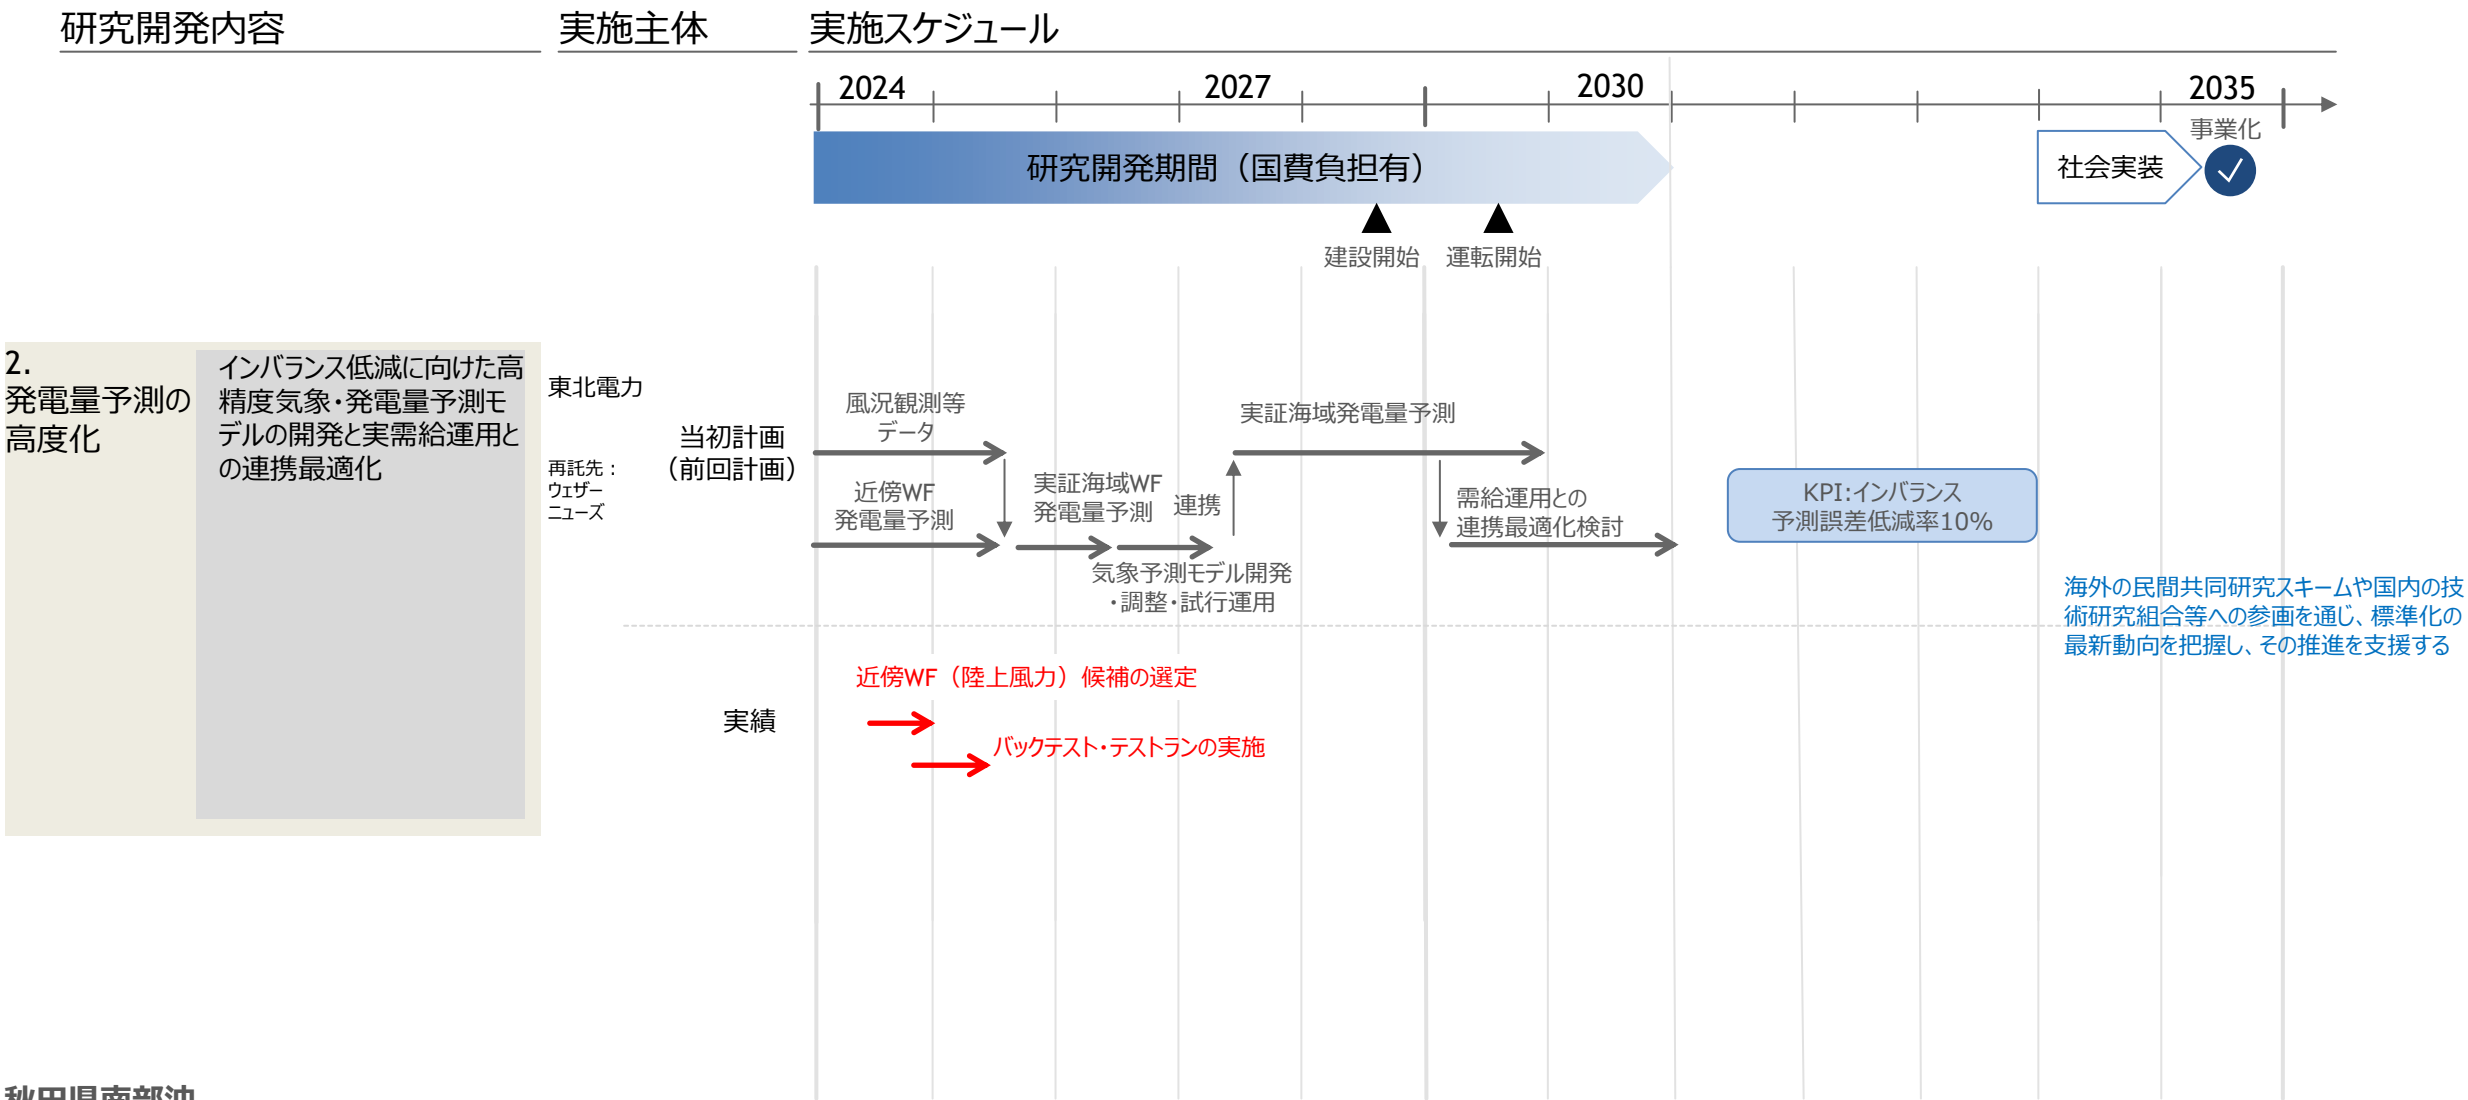 研究開発内容
実施主体
実施スケジュール
2024
2027
2030
2035
事業化
研究開発期間（国費負担有）
社会実装
建設開始
運転開始
2.
発電量予測の
高度化
インバランス低減に向けた高
精度気象・発電量予測モ
デルの開発と実需給運用と
の連携最適化
東北電力
再託先：
ウェザー
ニューズ
当初計画
（前回計画）
風況観測等
データ
近傍WF
発電量予測
実証海域WF
発電量予測
連携
気象予測モデル開発
・調整・試行運用
実証海域発電量予測
需給運用との
連携最適化検討
KPI:インバランス
予測誤差低減率10%
海外の民間共同研究スキームや国内の技
術研究組合等への参画を通じ、標準化の
最新動向を把握し、その推進を支援する
実績
近傍WF（陸上風力）候補の選定
バックテスト・テストランの実施
秋田県南部沖